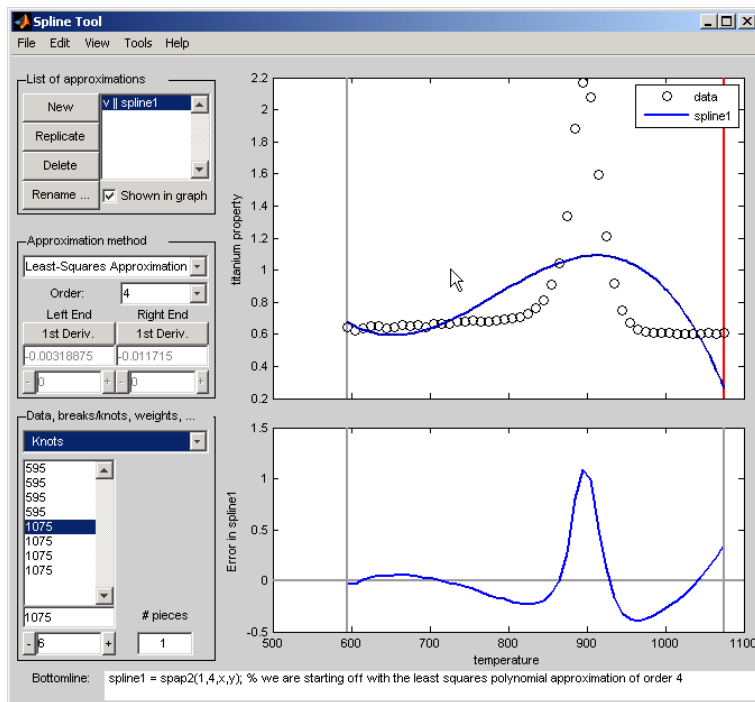 Spline Tool
File Edit View Tools Help
List of approximations
New
Replicate
Delete
Rename ...
v || spline1
Shown in graph
Approximation method
Least-Squares Approximation
Order: 4
Left End Right End
1st Deriv. 1st Deriv.
-0.00318875 -0.011715
- 0 + - 0 +
Data, breaks/knots, weights, ...
Knots
595
595
595
595
1075
1075
1075
1075
1075
# pieces
- 6 +
1
2.2
2
1.8
1.6
1.4
1.2
1
0.8
0.6
0.4
0.2
titanium property
data
spline1
1.5
1
0.5
0
-0.5
Error in spline1
500 600 700 800 900 1000 1100
temperature
Bottomline: spline1 = spap2(1,4,x,y); % we are starting off with the least squares polynomial approximation of order 4